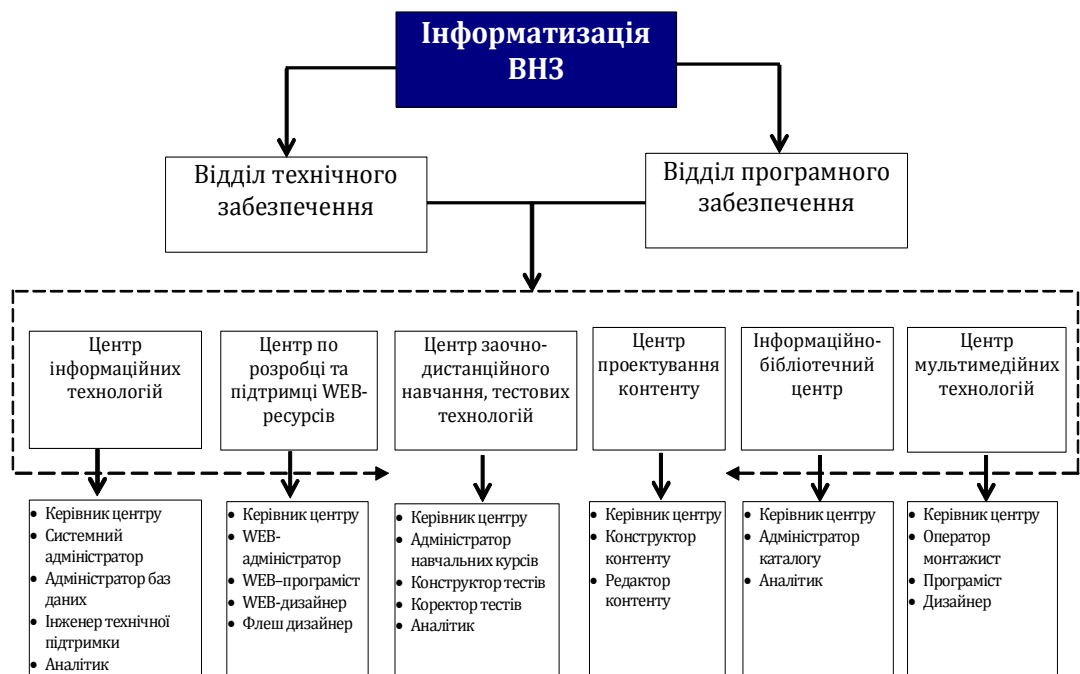 Інформатизація
ВНЗ
Відділ технічного
забезпечення
Відділ програмного
забезпечення
Центр
інформаційних
технологій
Центр по
розробці та
підтримці WEB-
ресурсів
Центр заочно-
дистанційного
навчання, тестових
технологій
Центр
проектування
контенту
Інформаційно-
бібліотечний
центр
Центр
мультимедійних
технологій
• Керівник центру
• Системний
адміністратор
• Адміністратор баз
даних
• Інженер технічної
підтримки
• Аналітик
• Керівник центру
• WEB-
адміністратор
• WEB–програміст
• WEB-дизайнер
• Флеш дизайнер
• Керівник центру
• Адміністратор
навчальних курсів
• Конструктор тестів
• Коректор тестів
• Аналітик
• Керівник центру
• Конструктор
контенту
• Редактор
контенту
• Керівник центру
• Адміністратор
каталогу
• Аналітик
• Керівник центру
• Оператор
монтажист
• Програміст
• Дизайнер